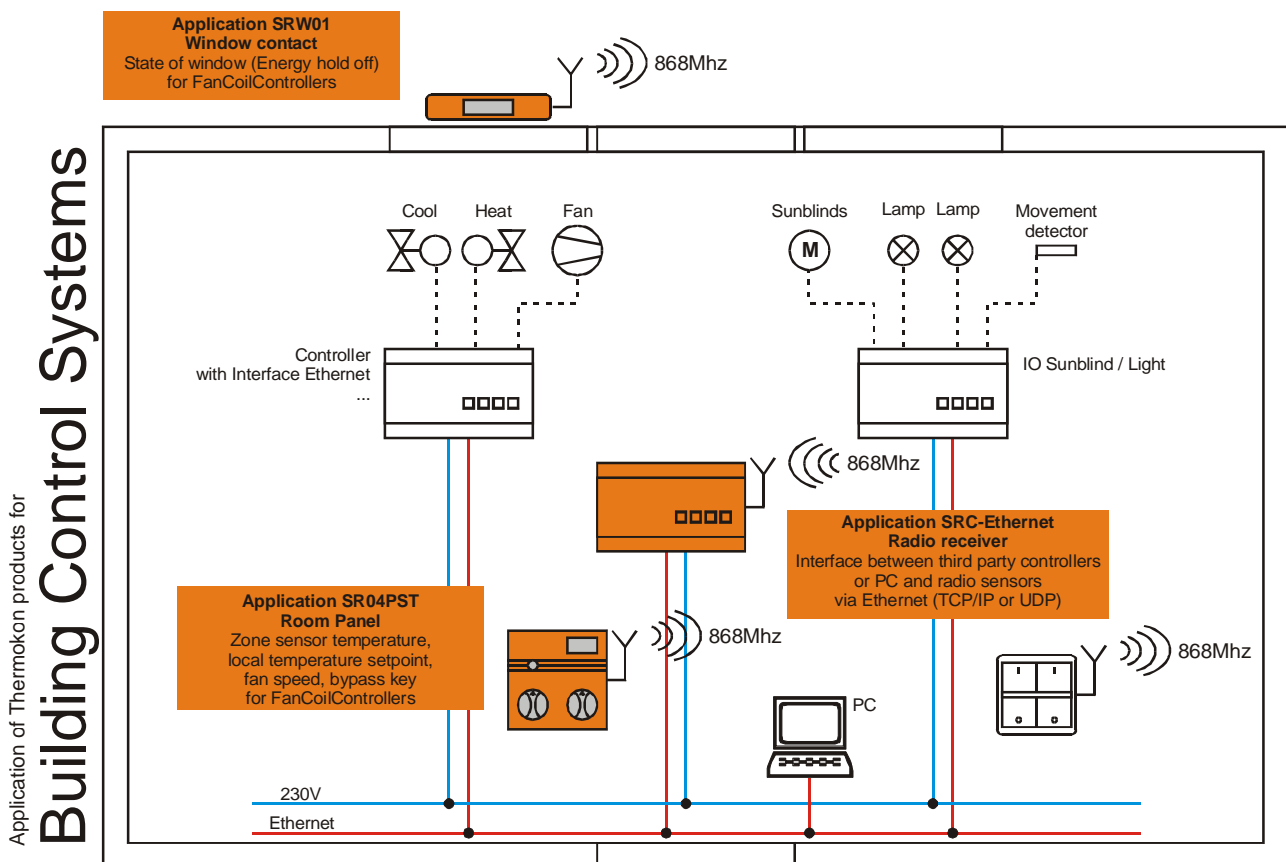 Application of Thermokon products for
Building Control Systems
Application SRW01
Window contact
State of window (Energy hold off)
for FanCoilControllers
868Mhz
Cool
Heat
Fan
Sunblinds
Lamp
Lamp
Movement
detector
M
Controller
with Interface Ethernet
...
IO Sunblind / Light
868Mhz
Application SRC-Ethernet
Radio receiver
Interface between third party controllers
or PC and radio sensors
via Ethernet (TCP/IP or UDP)
Application SR04PST
Room Panel
Zone sensor temperature,
local temperature setpoint,
fan speed, bypass key
for FanCoilControllers
868Mhz
868Mhz
PC
230V
Ethernet